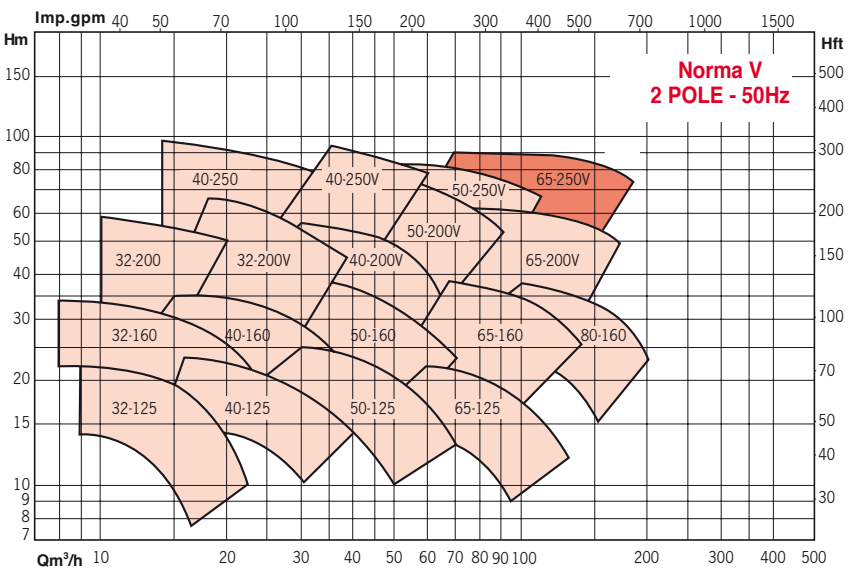 Imp.gpm 40 50 70 100 150 200 300 400 500 700 1000 1500
Hm Hft
Norma V
2 POLE - 50Hz
150 500
400
100 300
80
40-250 40-250V 50-250V 65-250V
60 200
50-200V
50
32-200 32-200V 40-200V 65-200V 150
40
30 100
32-160 40-160 50-160 65-160 80-160
70
20
32-125 40-125 50-125 65-125
15 50
40
10
9 30
8
7
Qm³/h 10 20 30 40 50 60 70 80 90 100 200 300 400 500